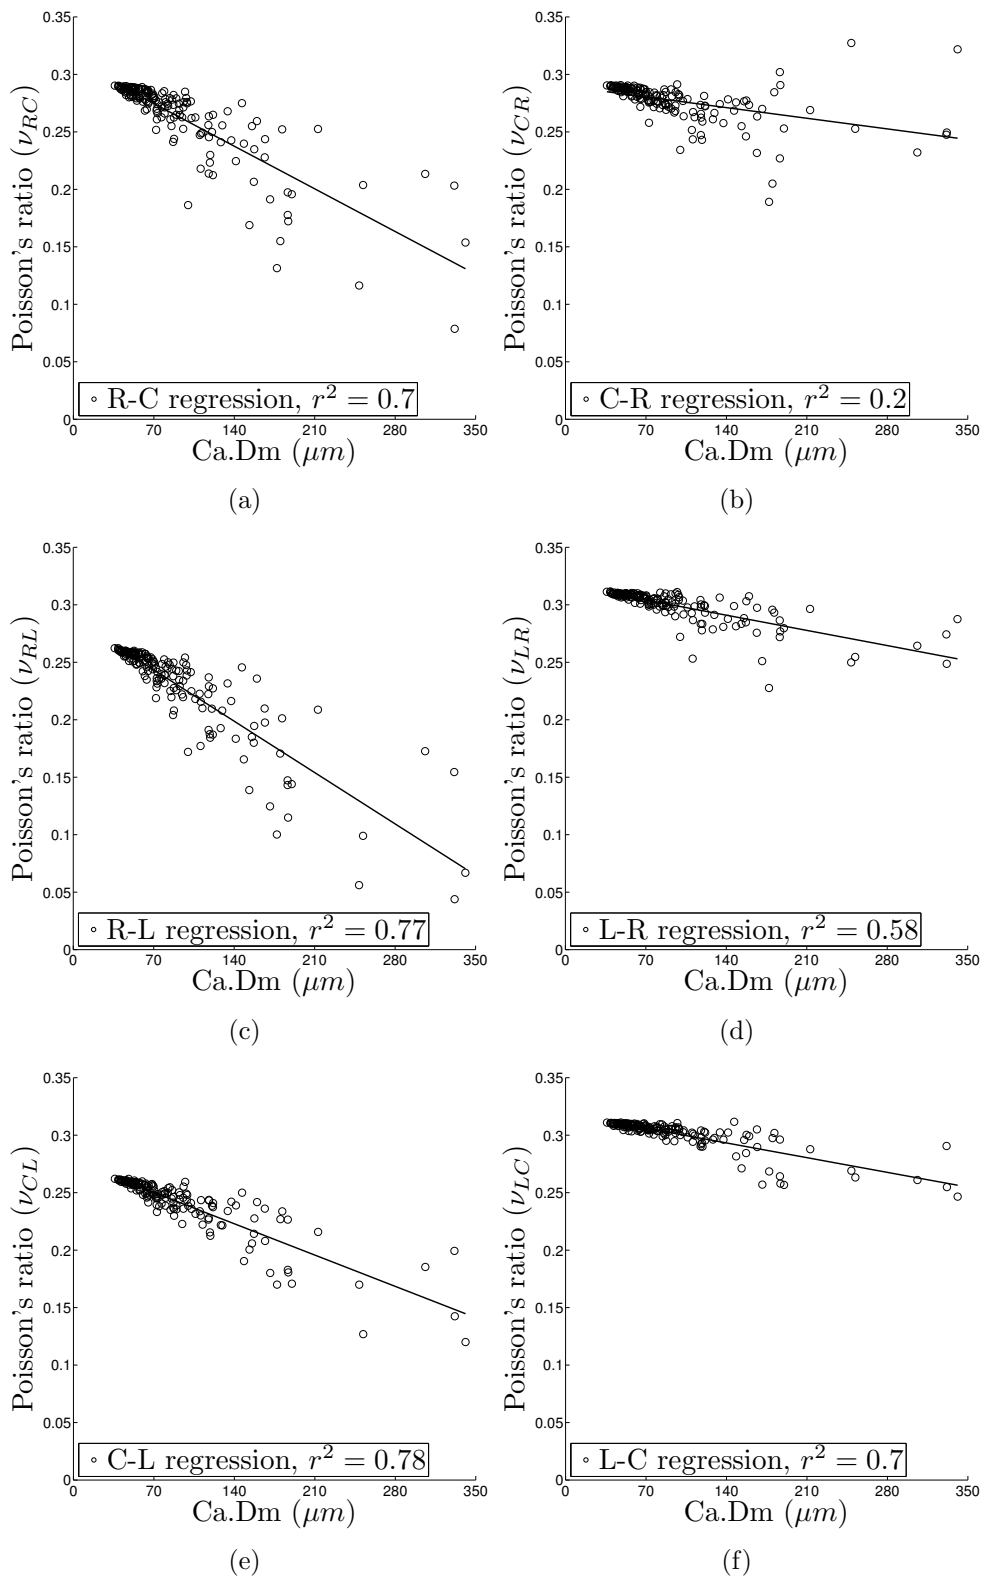 0.35
0.3
0.25
0.2
0.15
0.1
0.05
0
0 70 140 210 280 350
Poisson's ratio (ν_RC)
R-C regression, r² = 0.7
Ca.Dm (μm)
(a)
0.35
0.3
0.25
0.2
0.15
0.1
0.05
0
0 70 140 210 280 350
Poisson's ratio (ν_CR)
C-R regression, r² = 0.2
Ca.Dm (μm)
(b)
0.35
0.3
0.25
0.2
0.15
0.1
0.05
0
0 70 140 210 280 350
Poisson's ratio (ν_RL)
R-L regression, r² = 0.77
Ca.Dm (μm)
(c)
0.35
0.3
0.25
0.2
0.15
0.1
0.05
0
0 70 140 210 280 350
Poisson's ratio (ν_LR)
L-R regression, r² = 0.58
Ca.Dm (μm)
(d)
0.35
0.3
0.25
0.2
0.15
0.1
0.05
0
0 70 140 210 280 350
Poisson's ratio (ν_CL)
C-L regression, r² = 0.78
Ca.Dm (μm)
(e)
0.35
0.3
0.25
0.2
0.15
0.1
0.05
0
0 70 140 210 280 350
Poisson's ratio (ν_LC)
L-C regression, r² = 0.7
Ca.Dm (μm)
(f)